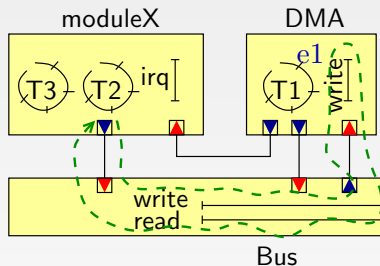 moduleX
DMA
T3
T2
irq
T1
e1
write
write
read
Bus